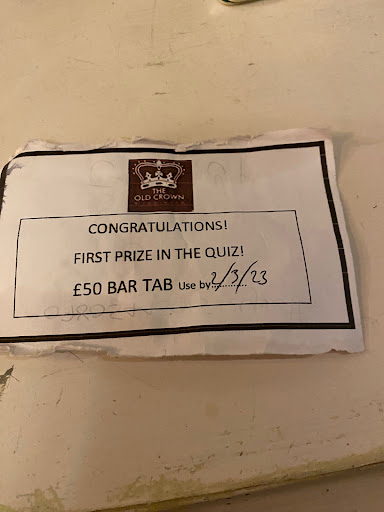 THE
OLD CROWN
CONGRATULATIONS!
FIRST PRIZE IN THE QUIZ!
£50 BAR TAB Use by:............ 2/3/23